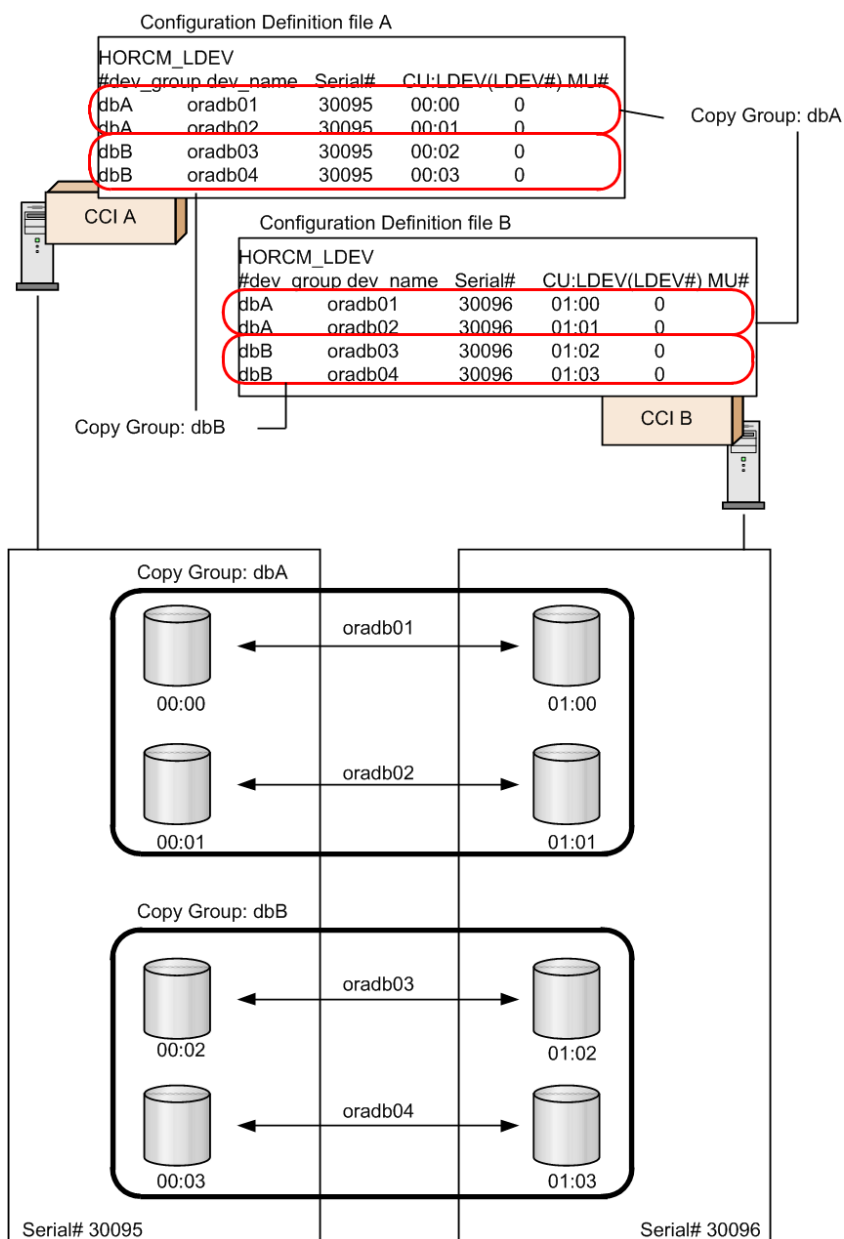 Configuration Definition file A
HORCM_LDEV
#dev_group dev_name Serial# CU:LDEV(LDEV#) MU#
dbA oradb01 30095 00:00 0
dbA oradb02 30095 00:01 0
dbB oradb03 30095 00:02 0
dbB oradb04 30095 00:03 0
Copy Group: dbA
CCI A
Configuration Definition file B
HORCM_LDEV
#dev_group dev_name Serial# CU:LDEV(LDEV#) MU#
dbA oradb01 30096 01:00 0
dbA oradb02 30096 01:01 0
dbB oradb03 30096 01:02 0
dbB oradb04 30096 01:03 0
Copy Group: dbB
CCI B
Copy Group: dbA
oradb01
00:00 01:00
oradb02
00:01 01:01
Copy Group: dbB
oradb03
00:02 01:02
oradb04
00:03 01:03
Serial# 30095 Serial# 30096